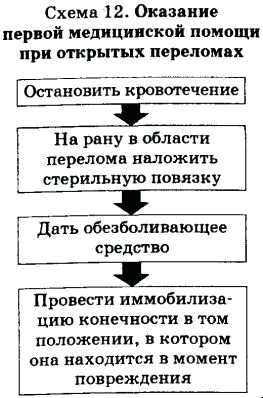 Схема 12. Оказание
первой медицинской помощи
при открытых переломах
Остановить кровотечение
На рану в области
перелома наложить
стерильную повязку
Дать обезболивающее
средство
Провести иммобилиза-
цию конечности в том
положении, в котором
она находится в момент
повреждения